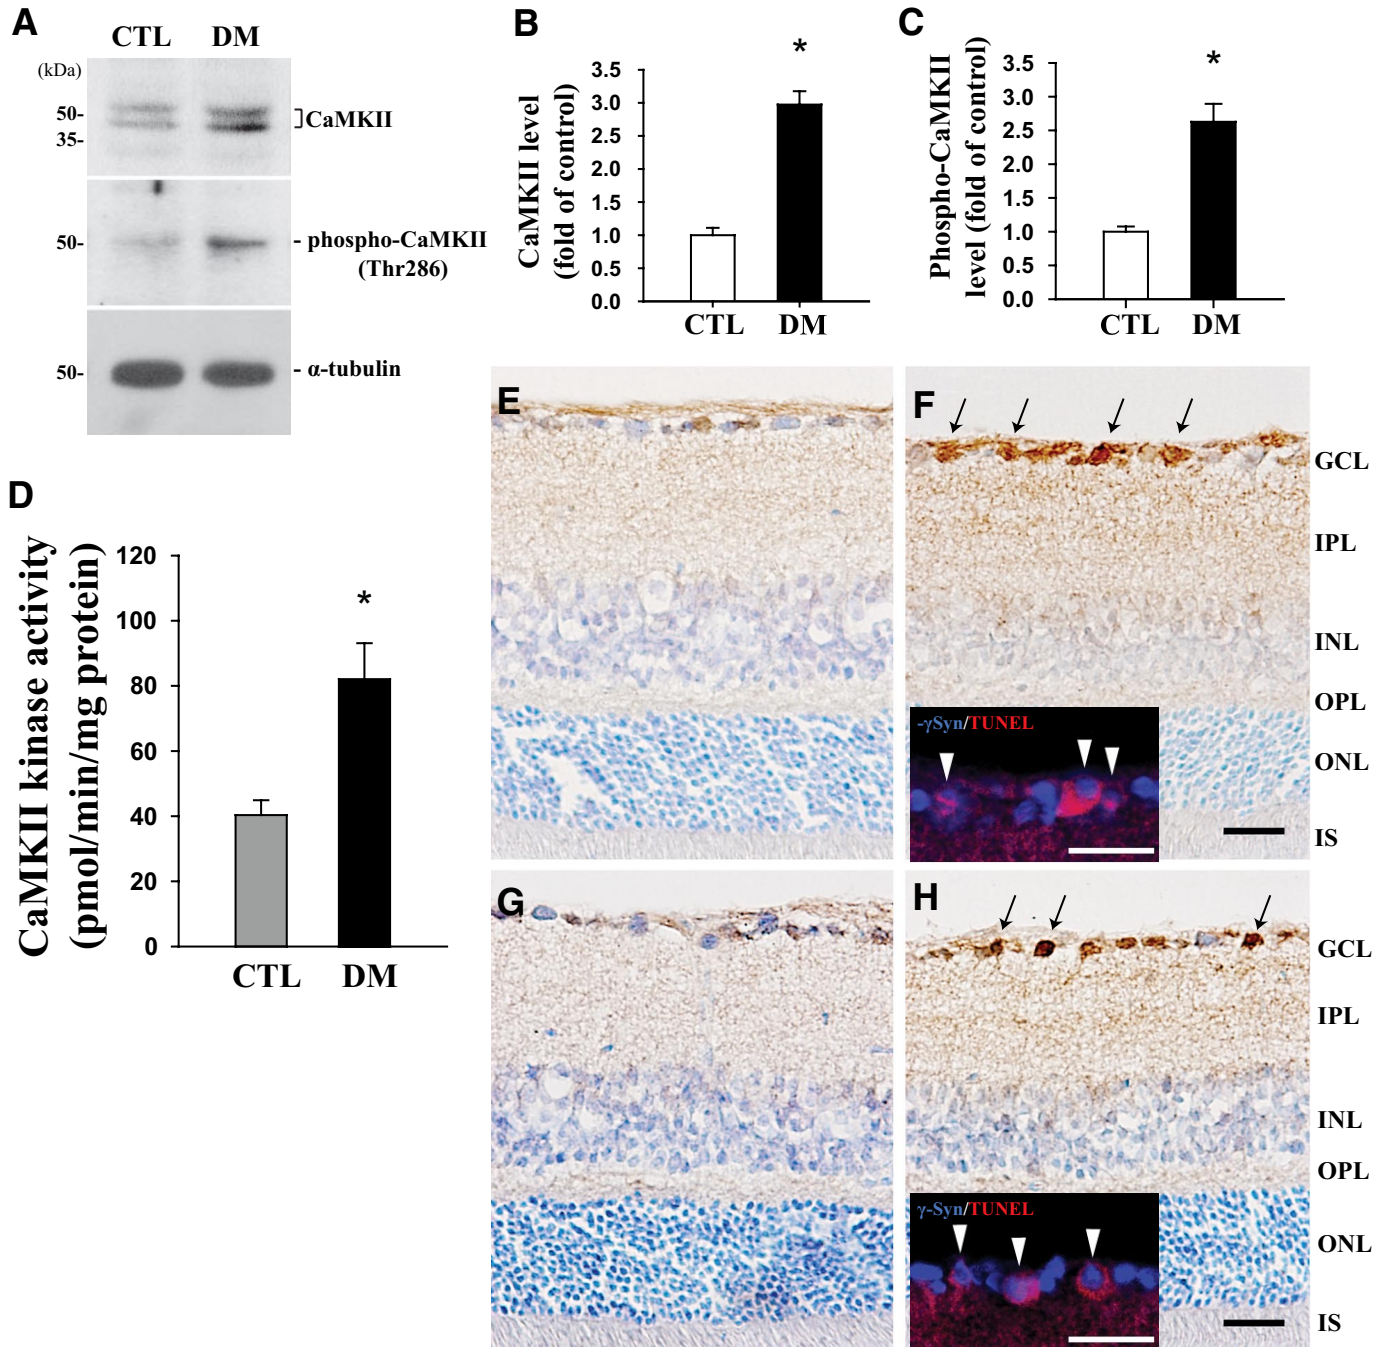 A
CTL DM
(kDa)
50-
35-
CaMKII
50-
- phospho-CaMKII
(Thr286)
50-
- α-tubulin
B
*
CaMKII level
(fold of control)
3.5
3.0
2.5
2.0
1.5
1.0
0.5
0.0
CTL DM
C
*
Phospho-CaMKII
level (fold of control)
3.5
3.0
2.5
2.0
1.5
1.0
0.5
0.0
CTL DM
D
*
CaMKII kinase activity
(pmol/min/mg protein)
120
100
80
60
40
20
0
CTL DM
E
F
GCL
IPL
INL
OPL
ONL
IS
-γSyn/TUNEL
G
H
GCL
IPL
INL
OPL
ONL
IS
γ-Syn/TUNEL